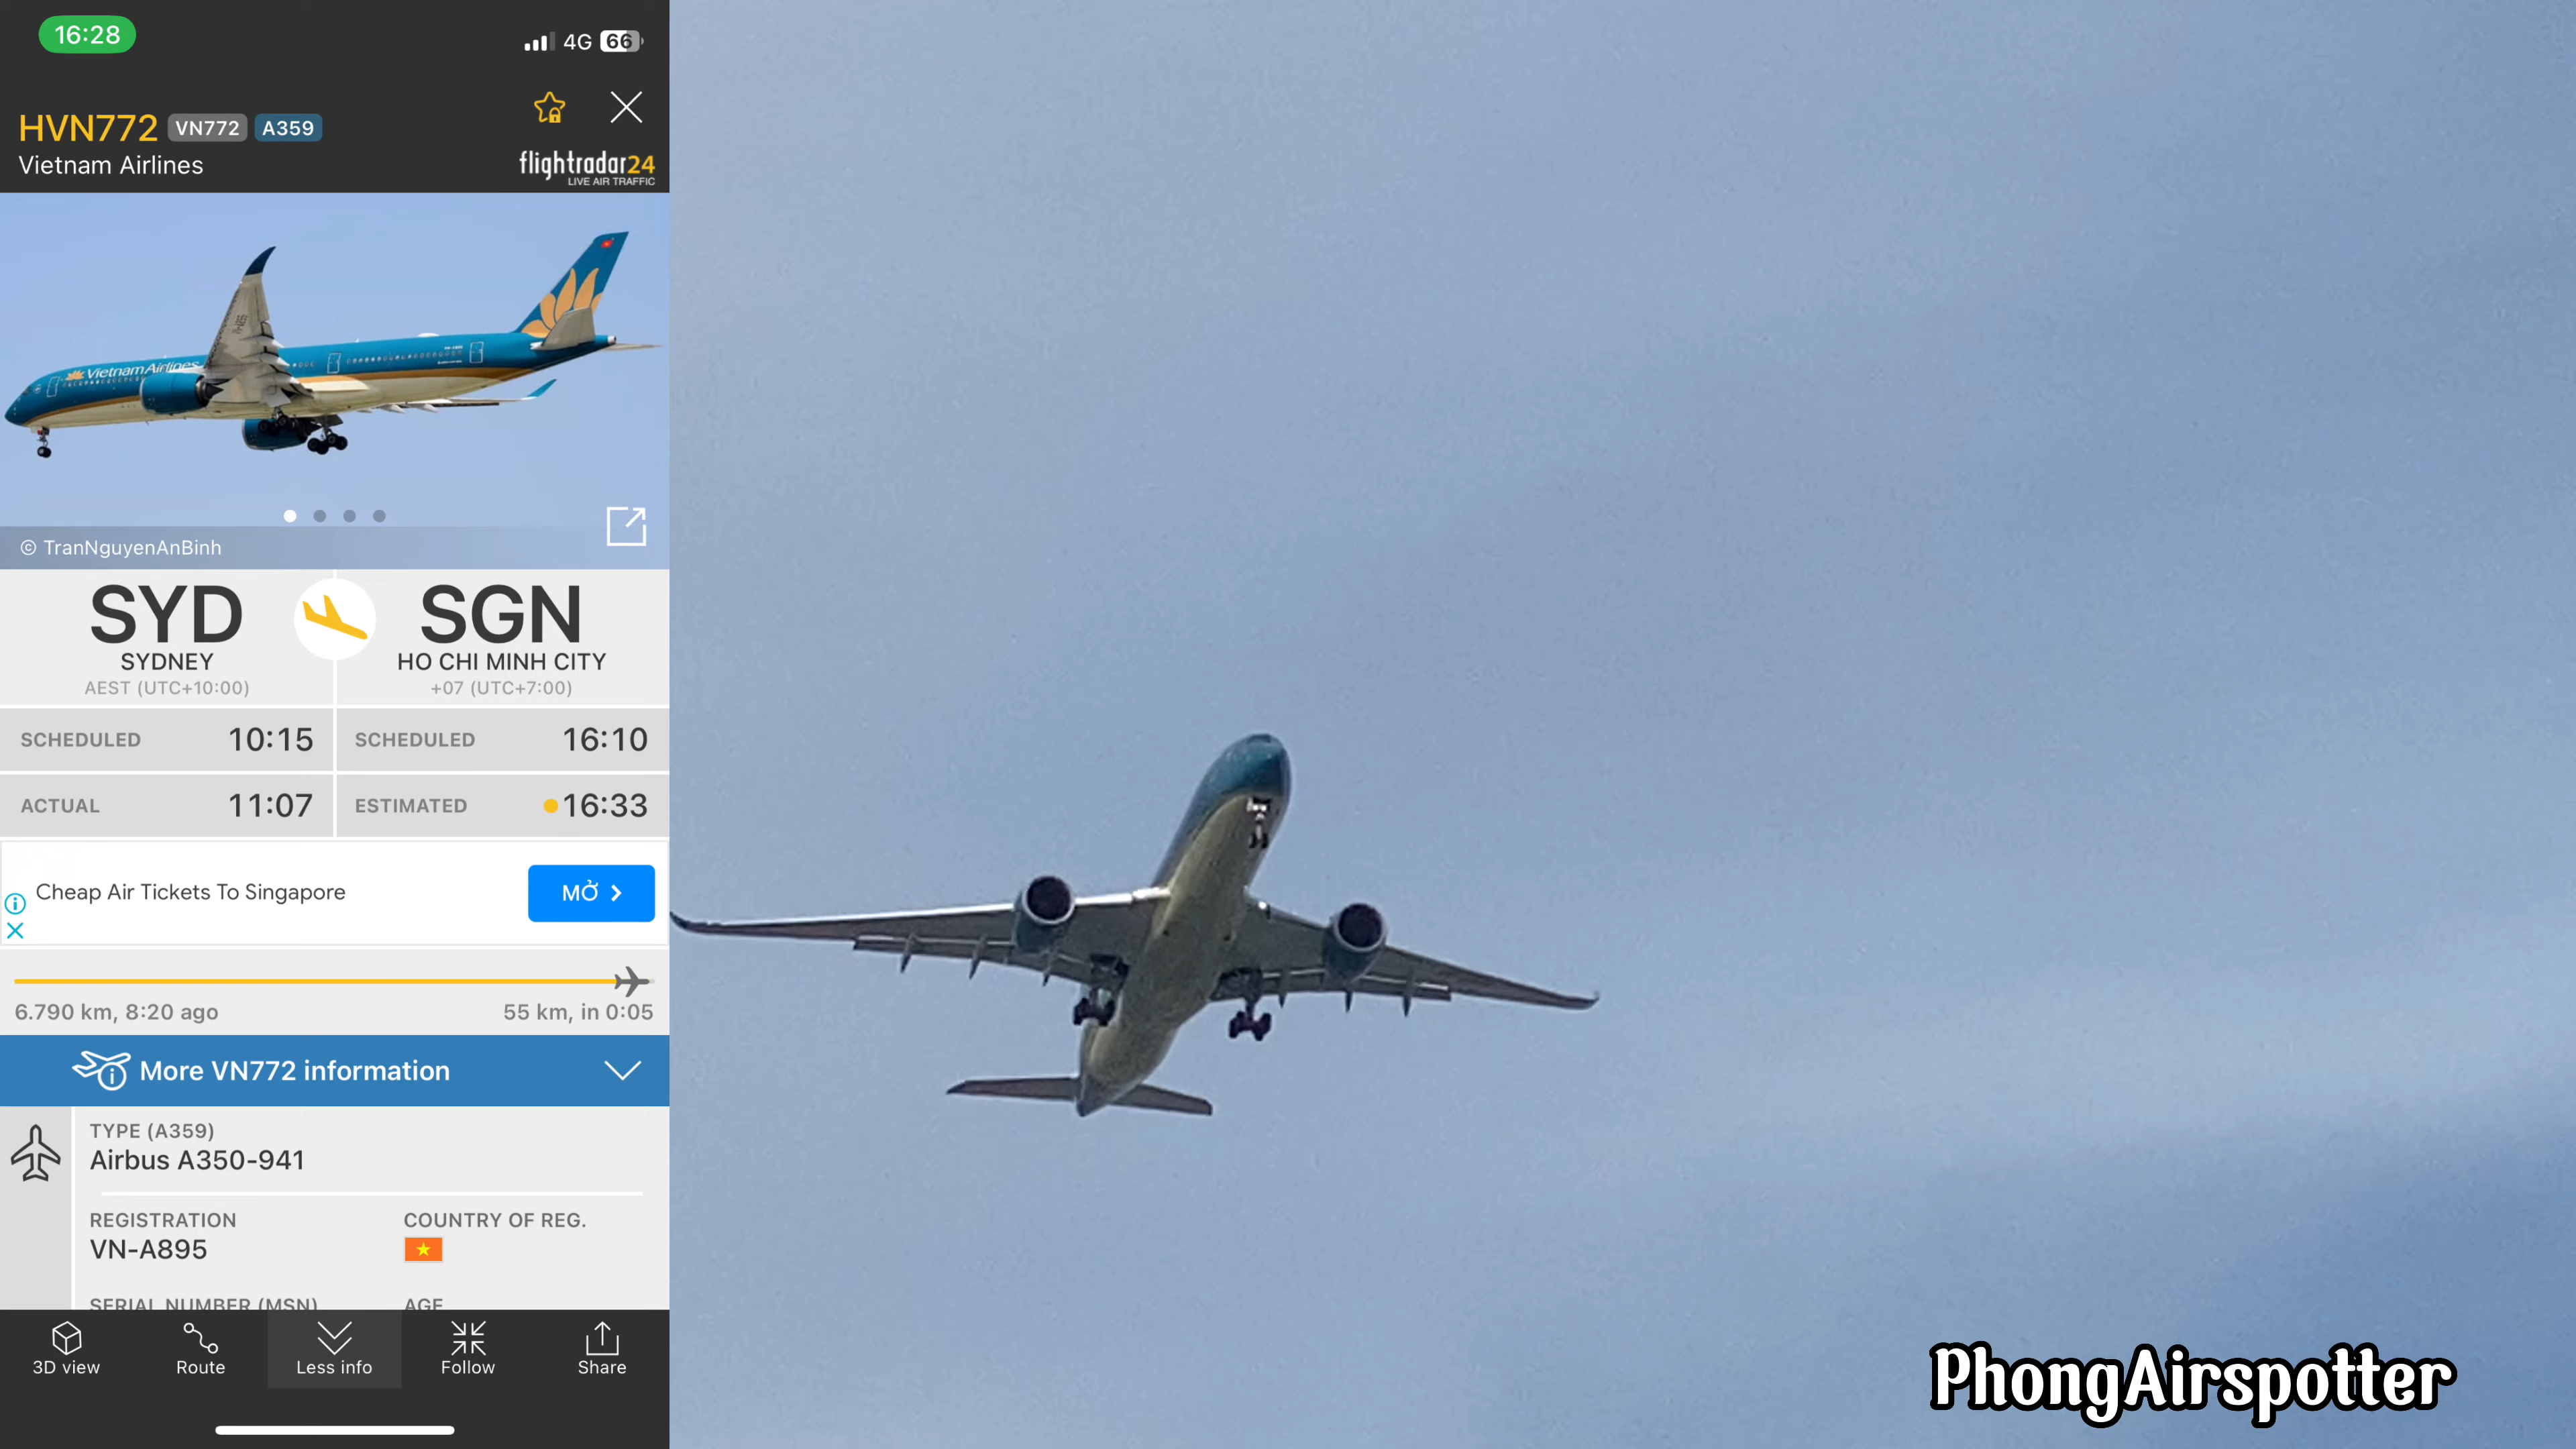 16:28
4G 66
HVN772 VN772 A359
Vietnam Airlines
flightradar24
LIVE AIR TRAFFIC
Vietnam Airlines
© TranNguyenAnBinh
SYD
SYDNEY
AEST (UTC+10:00)
SGN
HO CHI MINH CITY
+07 (UTC+7:00)
SCHEDULED 10:15
SCHEDULED 16:10
ACTUAL 11:07
ESTIMATED 16:33
Cheap Air Tickets To Singapore
MỞ
6.790 km, 8:20 ago
55 km, in 0:05
More VN772 information
TYPE (A359)
Airbus A350-941
REGISTRATION
VN-A895
COUNTRY OF REG.
SERIAL NUMBER (MSN)
AGE
3D view
Route
Less info
Follow
Share
PhongAirspotter